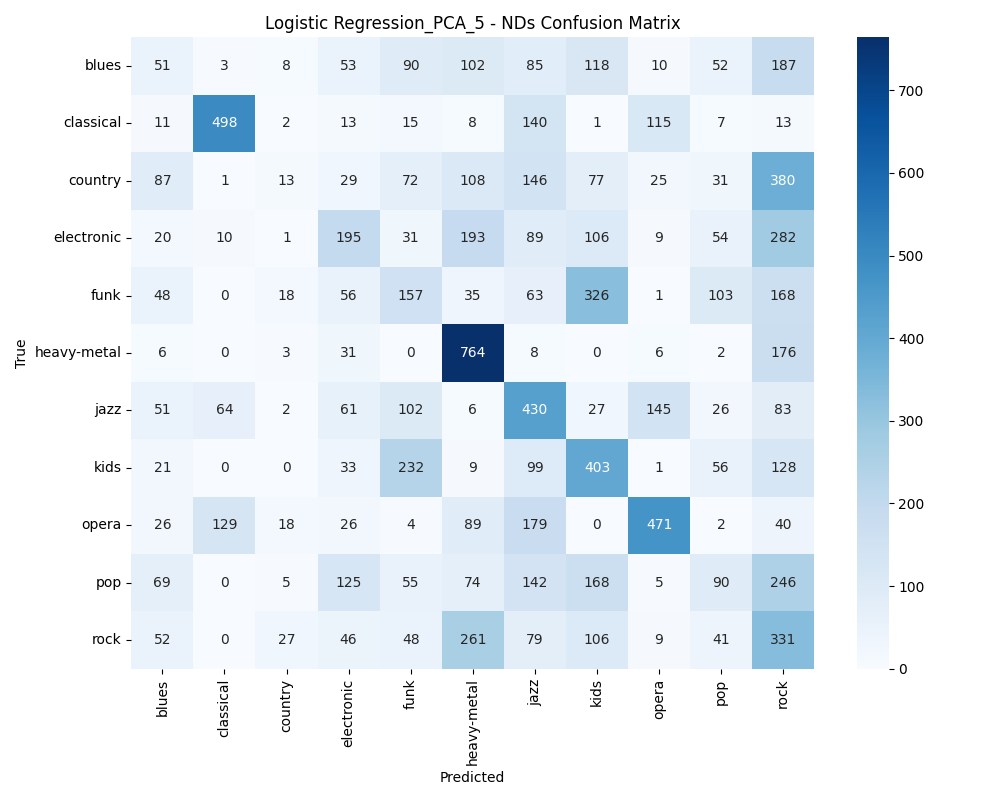 Logistic Regression_PCA_5 - NDs Confusion Matrix
blues 51 3 8 53 90 102 85 118 10 52 187
classical 11 498 2 13 15 8 140 1 115 7 13
country 87 1 13 29 72 108 146 77 25 31 380
electronic 20 10 1 195 31 193 89 106 9 54 282
funk 48 0 18 56 157 35 63 326 1 103 168
heavy-metal 6 0 3 31 0 764 8 0 6 2 176
jazz 51 64 2 61 102 6 430 27 145 26 83
kids 21 0 0 33 232 9 99 403 1 56 128
opera 26 129 18 26 4 89 179 0 471 2 40
pop 69 0 5 125 55 74 142 168 5 90 246
rock 52 0 27 46 48 261 79 106 9 41 331
True
blues classical country electronic funk heavy-metal jazz kids opera pop rock
Predicted
700
600
500
400
300
200
100
0